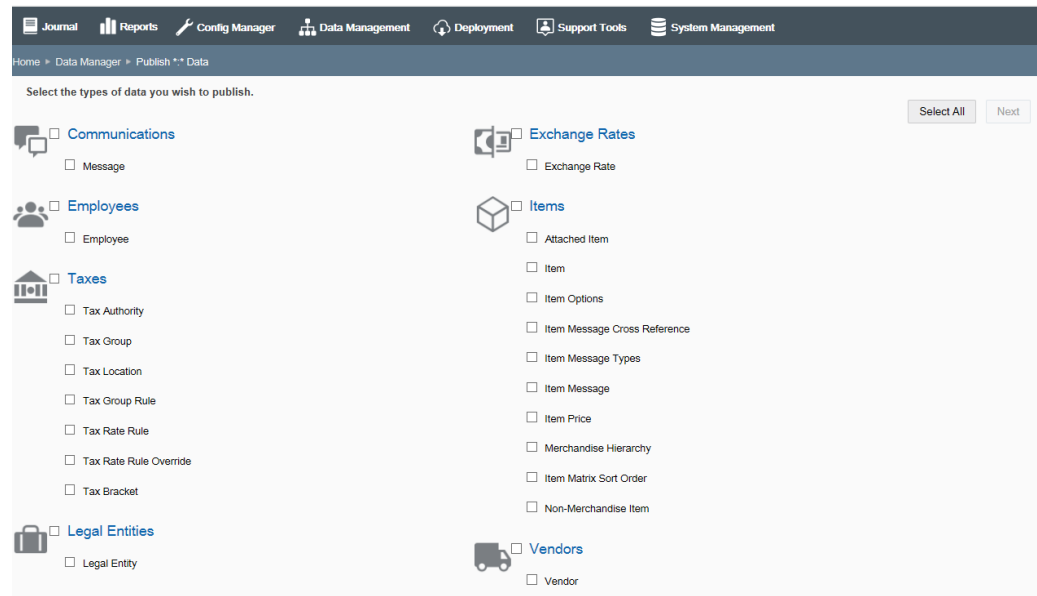 Journal Reports Config Manager Data Management Deployment Support Tools System Management
Home ▸ Data Manager ▸ Publish *:* Data
Select the types of data you wish to publish.
Select All Next
Communications
Message
Employees
Employee
Taxes
Tax Authority
Tax Group
Tax Location
Tax Group Rule
Tax Rate Rule
Tax Rate Rule Override
Tax Bracket
Legal Entities
Legal Entity
Exchange Rates
Exchange Rate
Items
Attached Item
Item
Item Options
Item Message Cross Reference
Item Message Types
Item Message
Item Price
Merchandise Hierarchy
Item Matrix Sort Order
Non-Merchandise Item
Vendors
Vendor